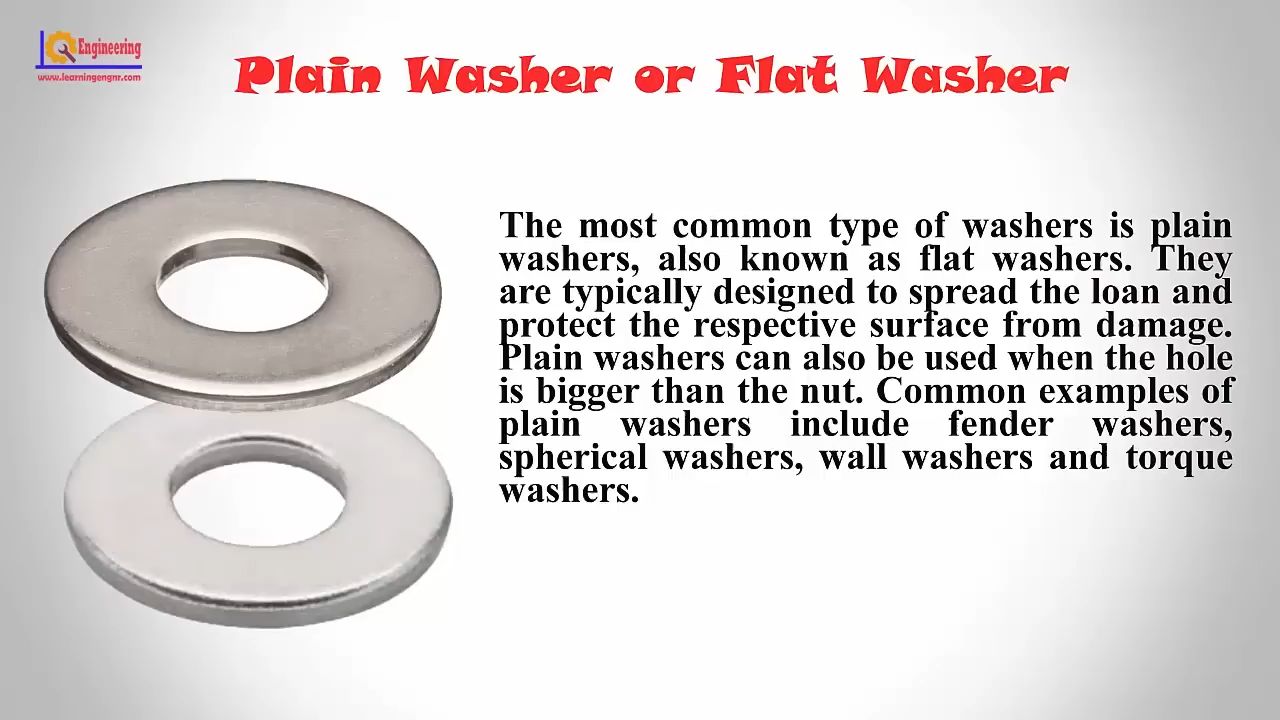 Engineering
www.learningengnr.com
Plain Washer or Flat Washer
The most common type of washers is plain
washers, also known as flat washers. They
are typically designed to spread the loan and
protect the respective surface from damage.
Plain washers can also be used when the hole
is bigger than the nut. Common examples of
plain washers include fender washers,
spherical washers, wall washers and torque
washers.